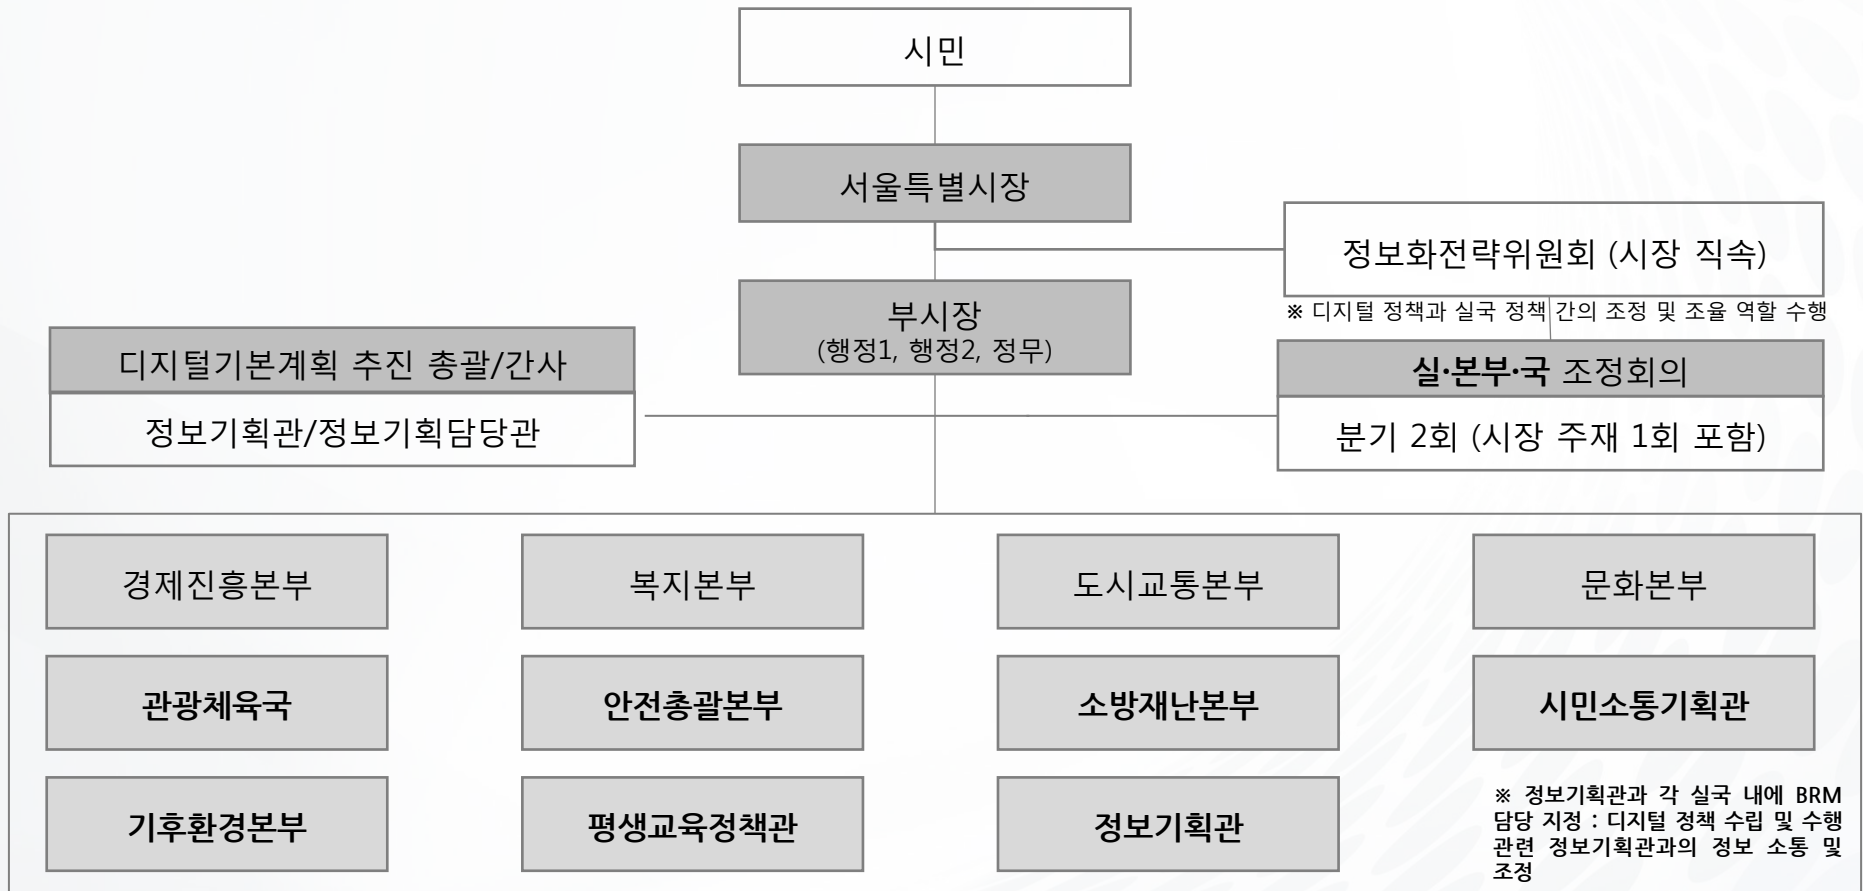 시민
서울특별시장
정보화전략위원회 (시장 직속)
※ 디지털 정책과 실국 정책 간의 조정 및 조율 역할 수행
부시장
(행정1, 행정2, 정무)
디지털기본계획 추진 총괄/간사
정보기획관/정보기획담당관
실·본부·국 조정회의
분기 2회 (시장 주재 1회 포함)
경제진흥본부
복지본부
도시교통본부
문화본부
관광체육국
안전총괄본부
소방재난본부
시민소통기획관
기후환경본부
평생교육정책관
정보기획관
※ 정보기획관과 각 실국 내에 BRM
담당 지정 : 디지털 정책 수립 및 수행
관련 정보기획관과의 정보 소통 및
조정